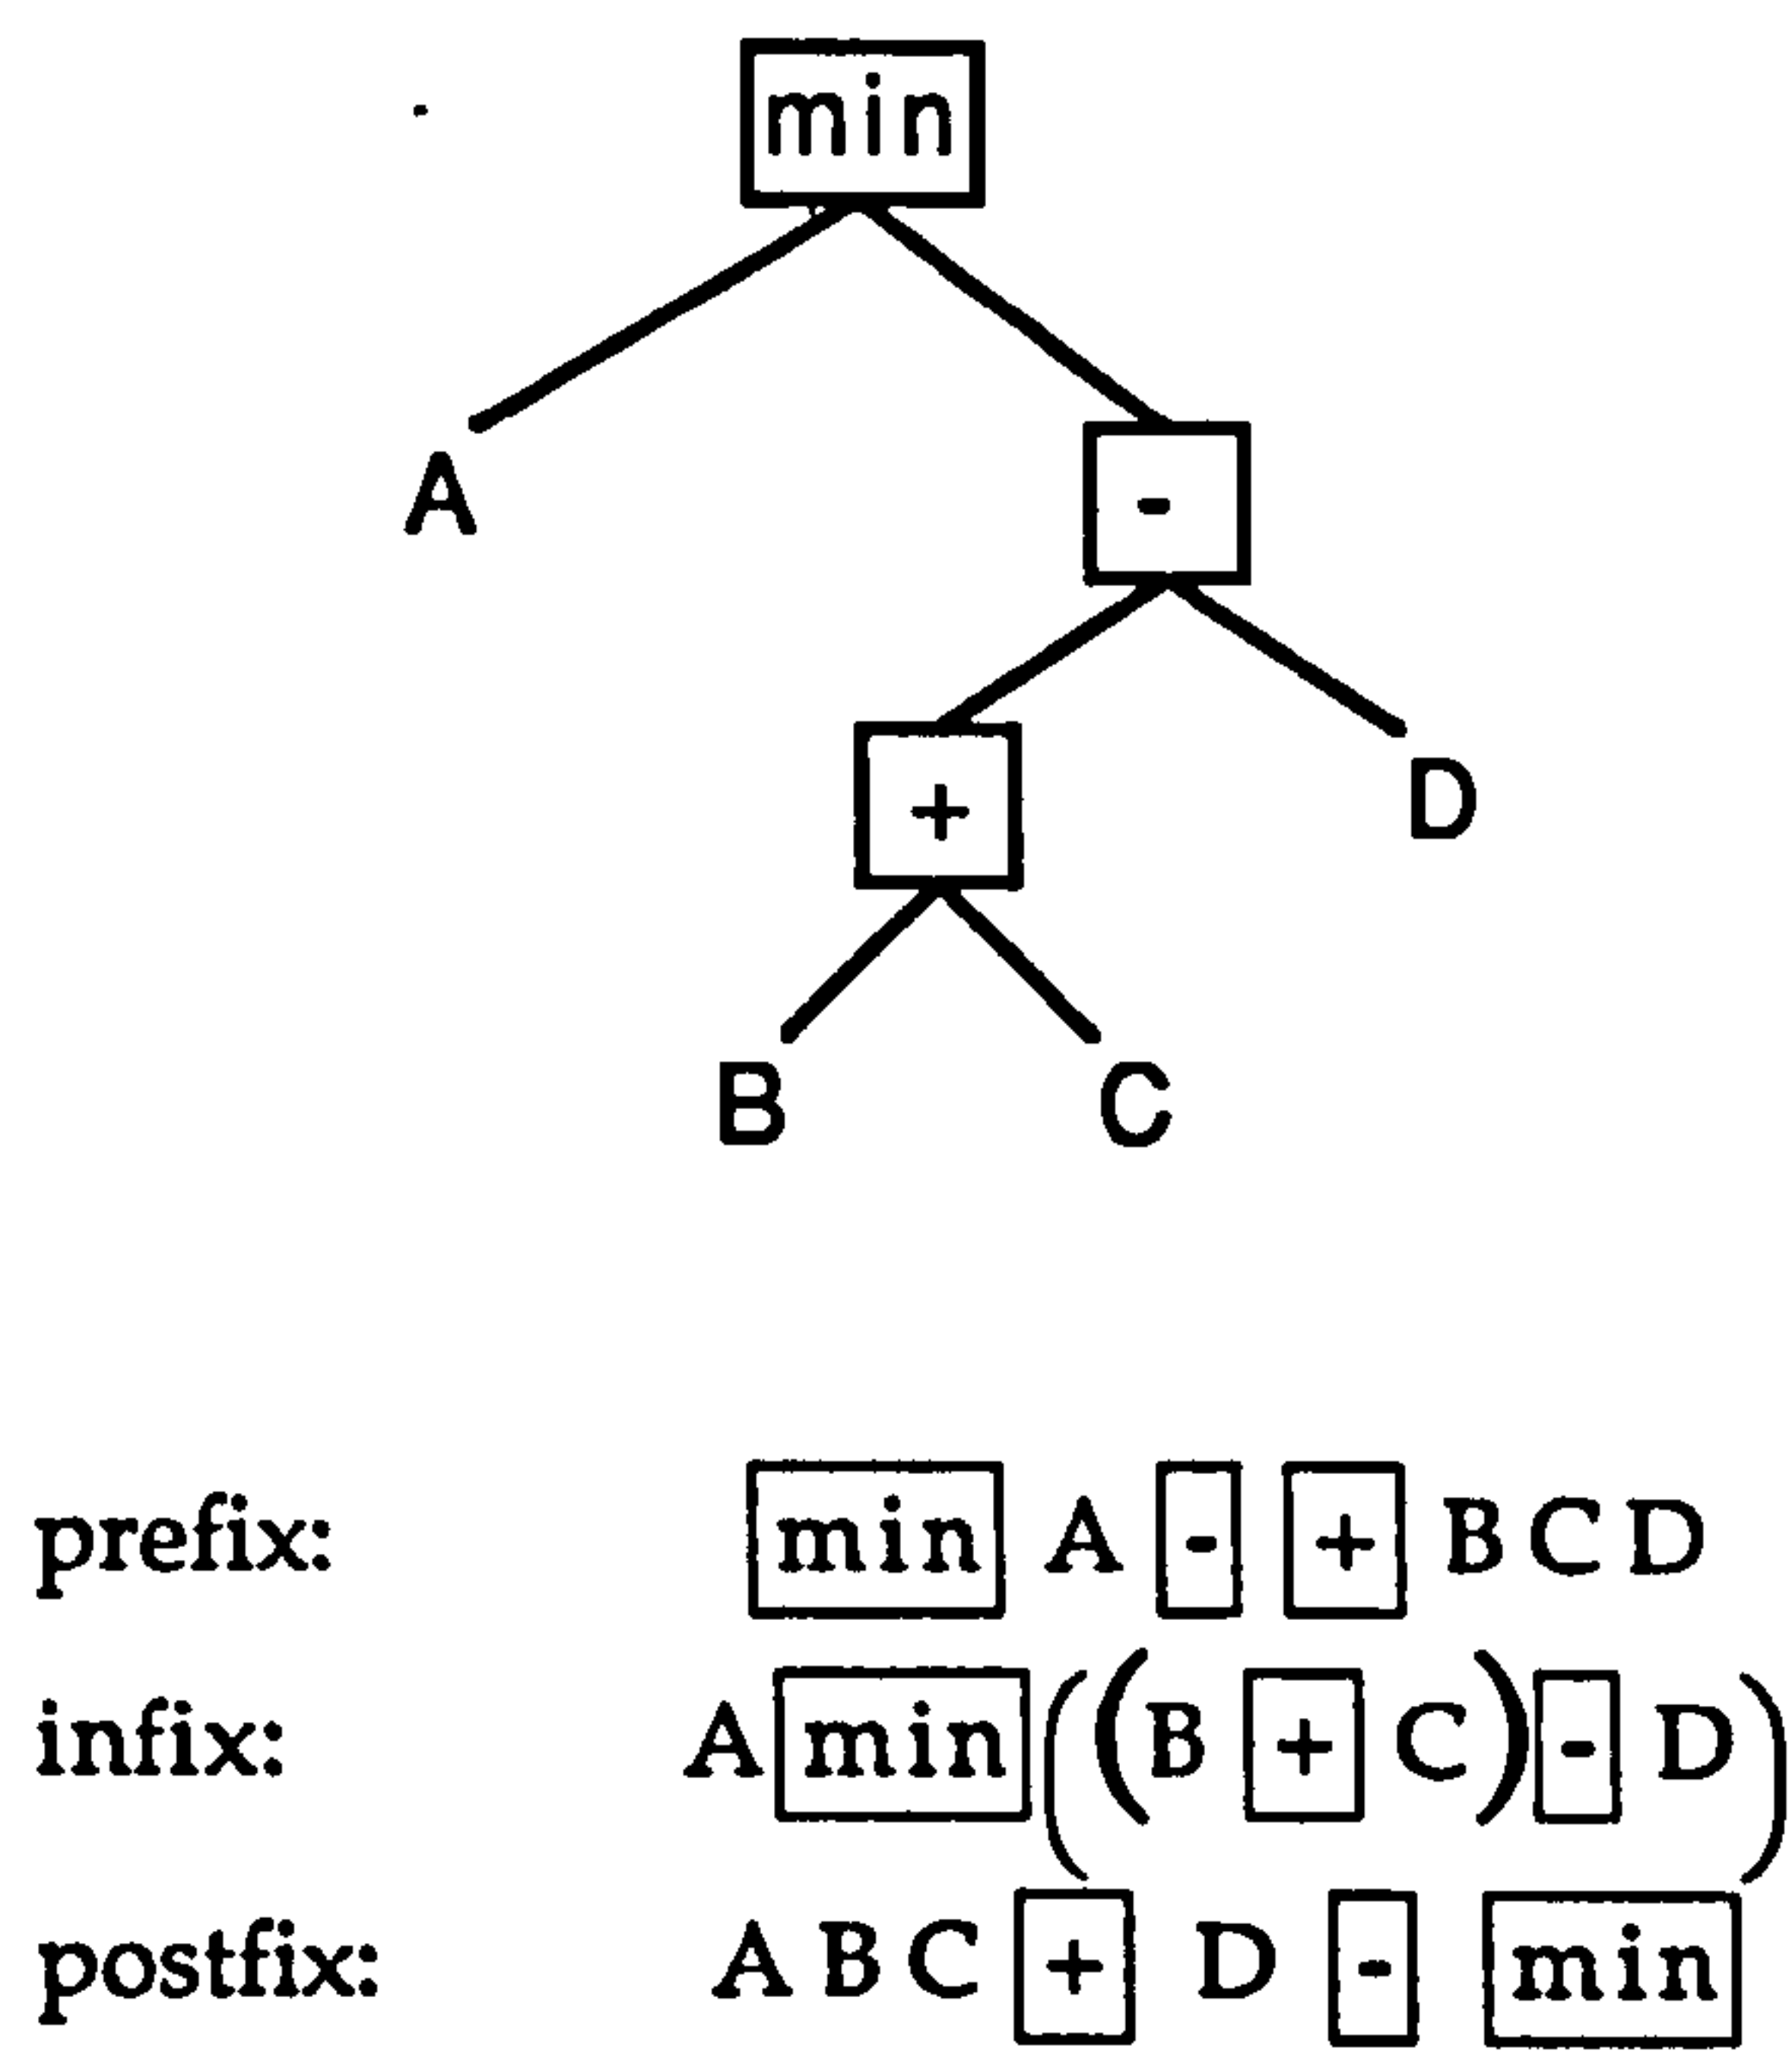 min
A -
+ D
B C
prefix: min A - + B C D
infix: A min ((B + C) - D)
postfix: A B C + D - min